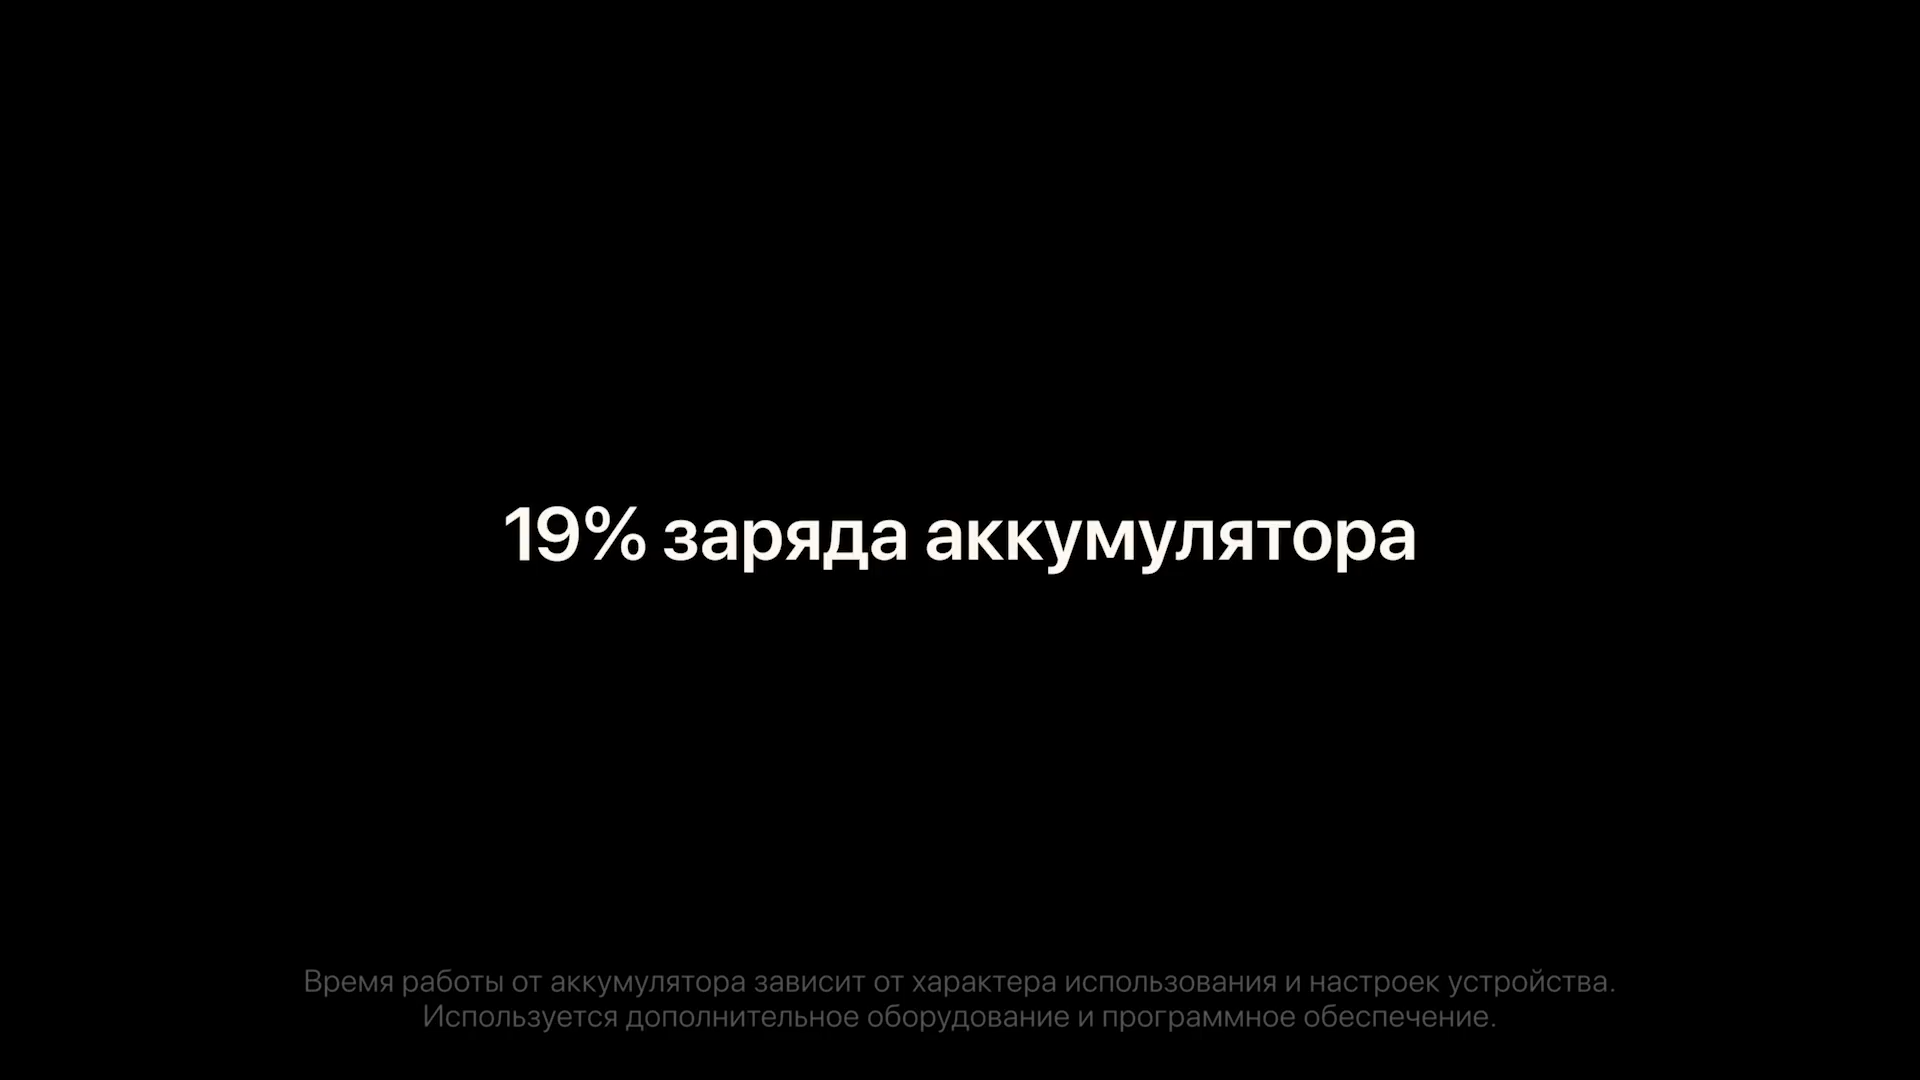 19% заряда аккумулятора
Время работы от аккумулятора зависит от характера использования и настроек устройства.
Используется дополнительное оборудование и программное обеспечение.